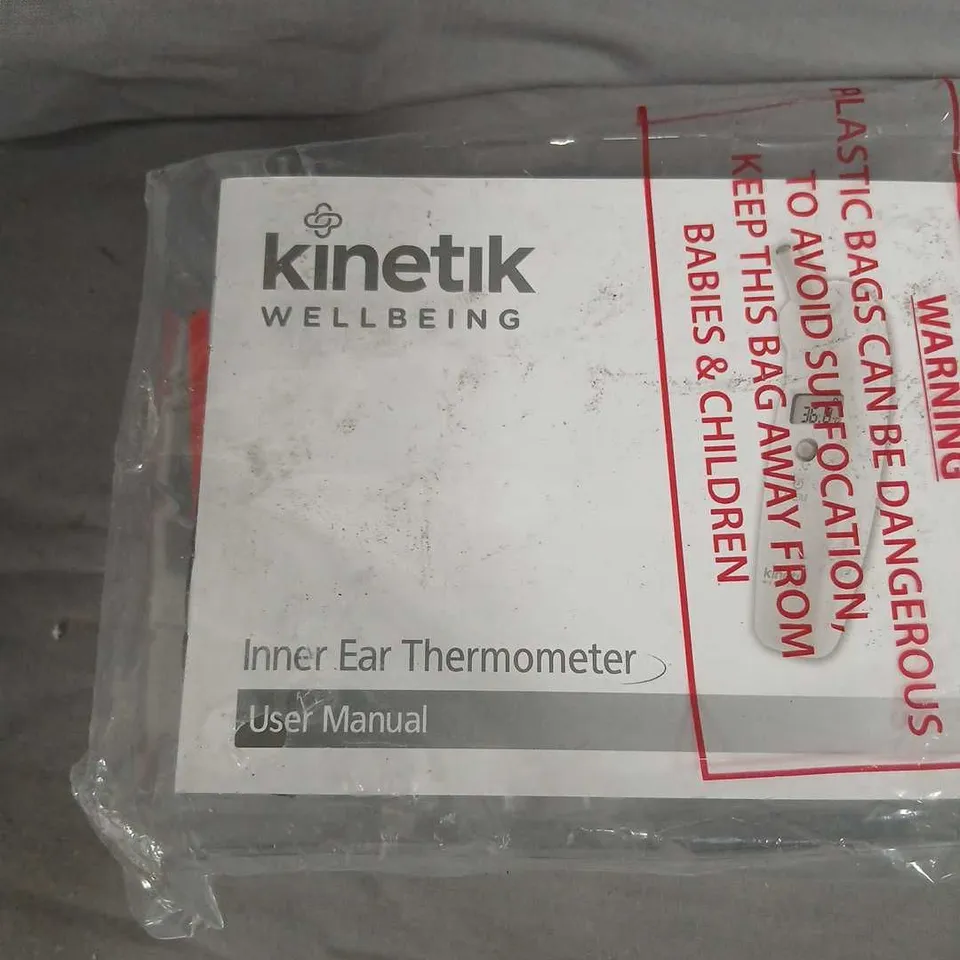 kinetik
WELLBEING
Inner Ear Thermometer
User Manual
WARNING
PLASTIC BAGS CAN BE DANGEROUS
TO AVOID SUFFOCATION,
KEEP THIS BAG AWAY FROM
BABIES & CHILDREN